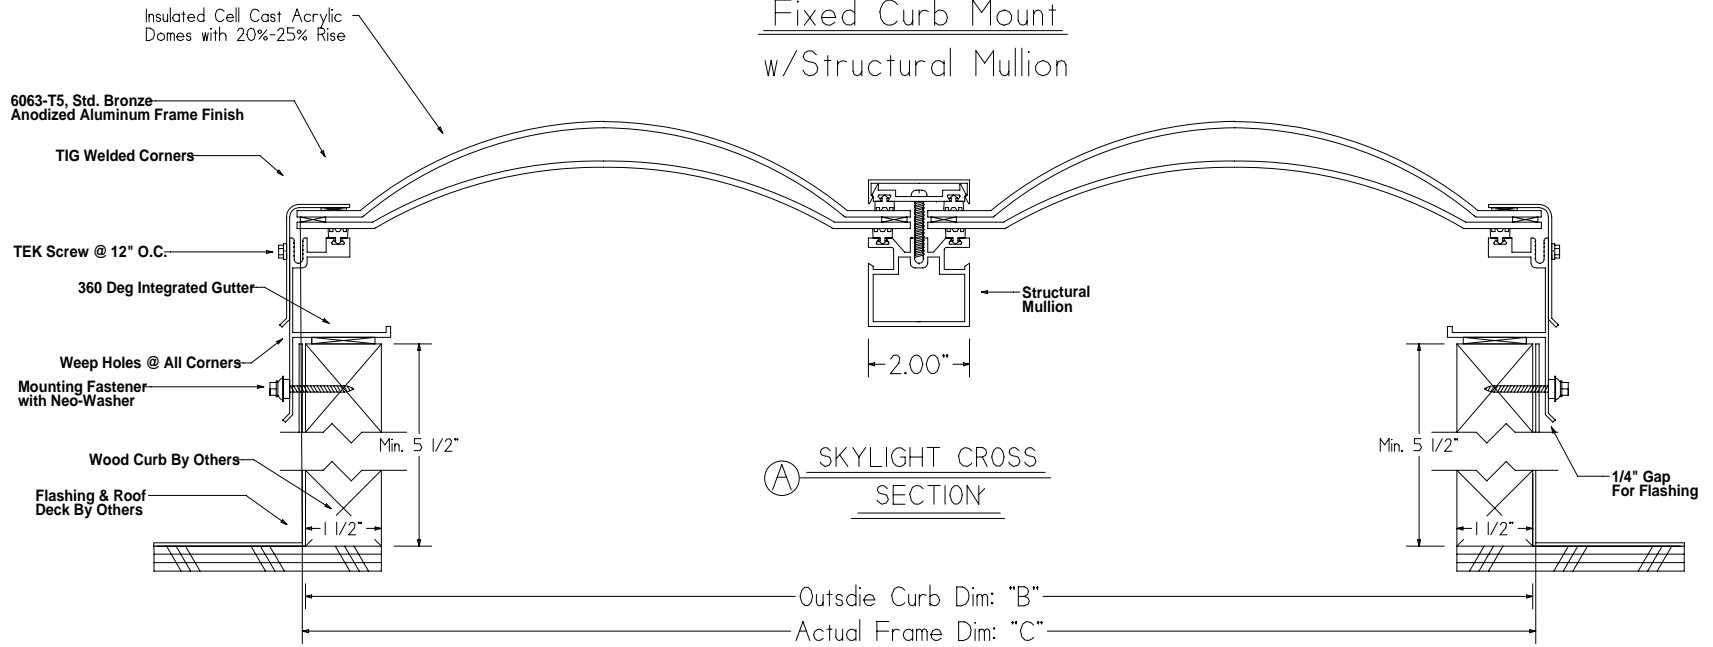 Fixed Curb Mount
w/Structural Mullion
Insulated Cell Cast Acrylic
Domes with 20%-25% Rise
6063-T5, Std. Bronze
Anodized Aluminum Frame Finish
TIG Welded Corners
TEK Screw @ 12" O.C.
360 Deg Integrated Gutter
Structural
Mullion
Weep Holes @ All Corners
2.00"
Mounting Fastener
with Neo-Washer
Min. 5 1/2"
Min. 5 1/2"
Wood Curb By Others
A
SKYLIGHT CROSS
SECTION
1/4" Gap
For Flashing
Flashing & Roof
Deck By Others
1 1/2"
1 1/2"
Outsdie Curb Dim: "B"
Actual Frame Dim: "C"